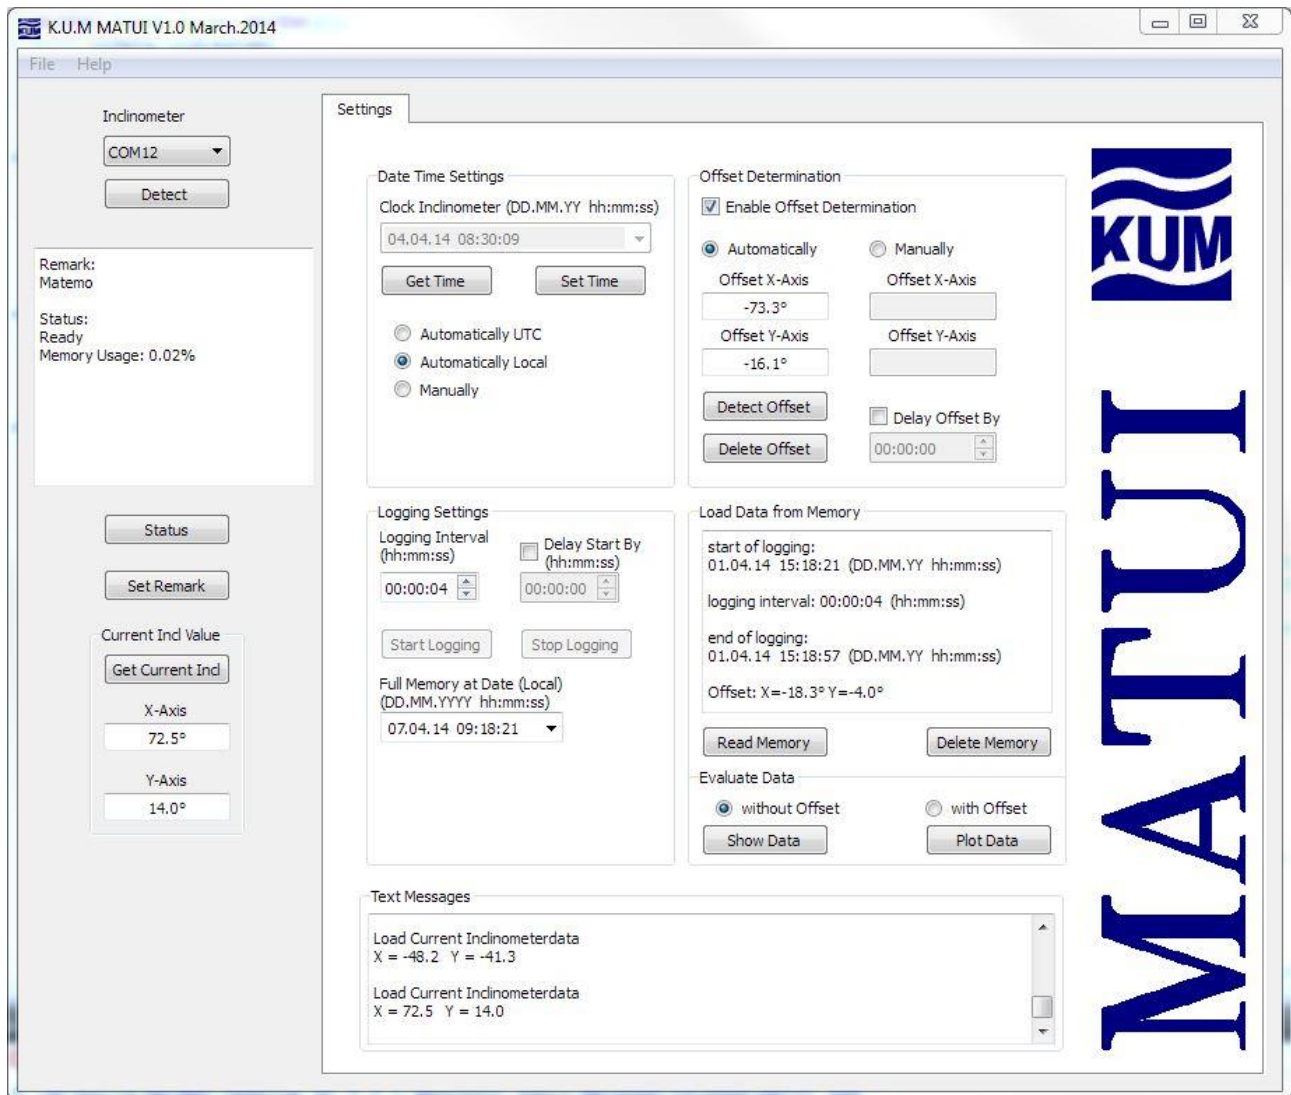 K.U.M MATUI V1.0 March.2014
File Help
Inclinometer
COM12
Detect
Remark:
Matemo
Status:
Ready
Memory Usage: 0.02%
Status
Set Remark
Current Incl Value
Get Current Incl
X-Axis
72.5°
Y-Axis
14.0°
Settings
Date Time Settings
Clock Inclinometer (DD.MM.YY hh:mm:ss)
04.04.14 08:30:09
Get Time Set Time
Automatically UTC
Automatically Local
Manually
Offset Determination
Enable Offset Determination
Automatically Manually
Offset X-Axis Offset X-Axis
-73.3°
Offset Y-Axis Offset Y-Axis
-16.1°
Detect Offset
Delay Offset By
Delete Offset 00:00:00
Logging Settings
Logging Interval
(hh:mm:ss)
Delay Start By
(hh:mm:ss)
00:00:04 00:00:00
Start Logging Stop Logging
Full Memory at Date (Local)
(DD.MM.YYYY hh:mm:ss)
07.04.14 09:18:21
Load Data from Memory
start of logging:
01.04.14 15:18:21 (DD.MM.YY hh:mm:ss)
logging interval: 00:00:04 (hh:mm:ss)
end of logging:
01.04.14 15:18:57 (DD.MM.YY hh:mm:ss)
Offset: X=-18.3° Y=-4.0°
Read Memory Delete Memory
Evaluate Data
without Offset with Offset
Show Data Plot Data
Text Messages
Load Current Inclinometerdata
X = -48.2 Y = -41.3
Load Current Inclinometerdata
X = 72.5 Y = 14.0
KUM
MATUI